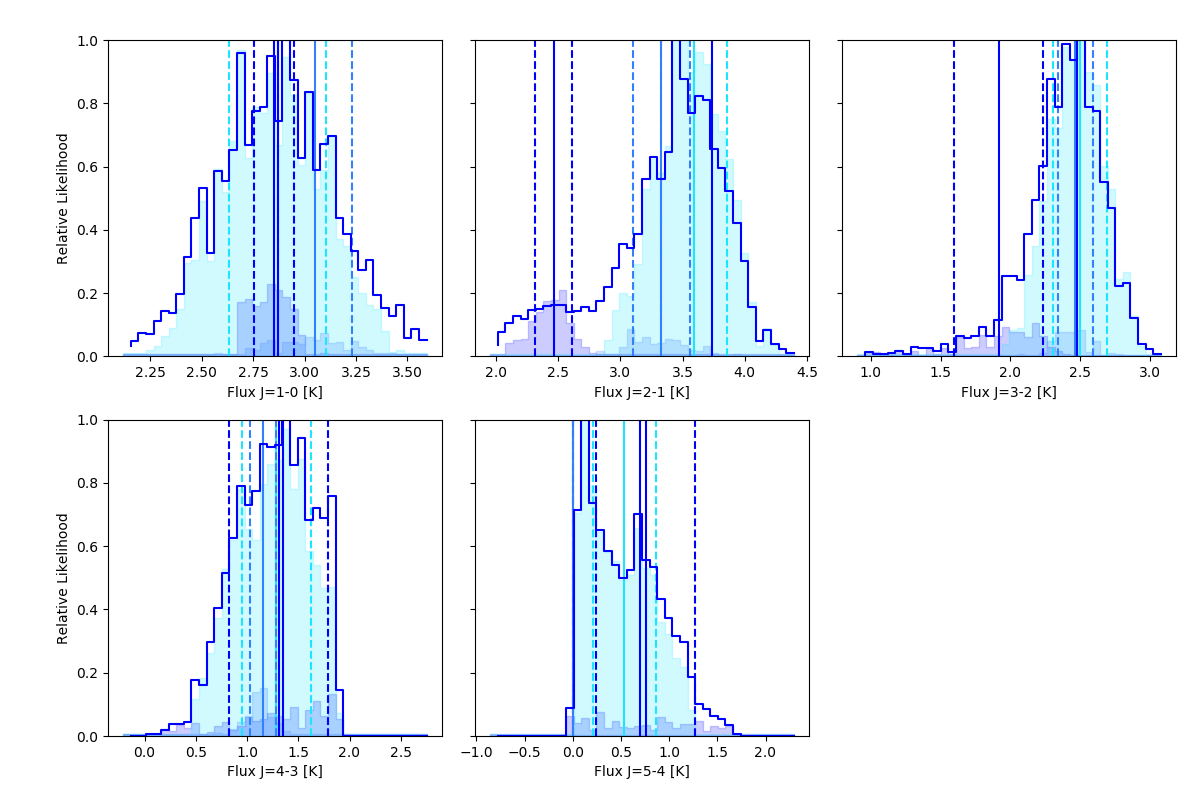 1.0
0.8
0.6
0.4
0.2
0.0
Relative Likelihood
2.25 2.50 2.75 3.00 3.25 3.50
Flux J=1-0 [K]
2.0 2.5 3.0 3.5 4.0 4.5
Flux J=2-1 [K]
1.0 1.5 2.0 2.5 3.0
Flux J=3-2 [K]
1.0
0.8
0.6
0.4
0.2
0.0
Relative Likelihood
0.0 0.5 1.0 1.5 2.0 2.5
Flux J=4-3 [K]
−1.0 −0.5 0.0 0.5 1.0 1.5 2.0
Flux J=5-4 [K]